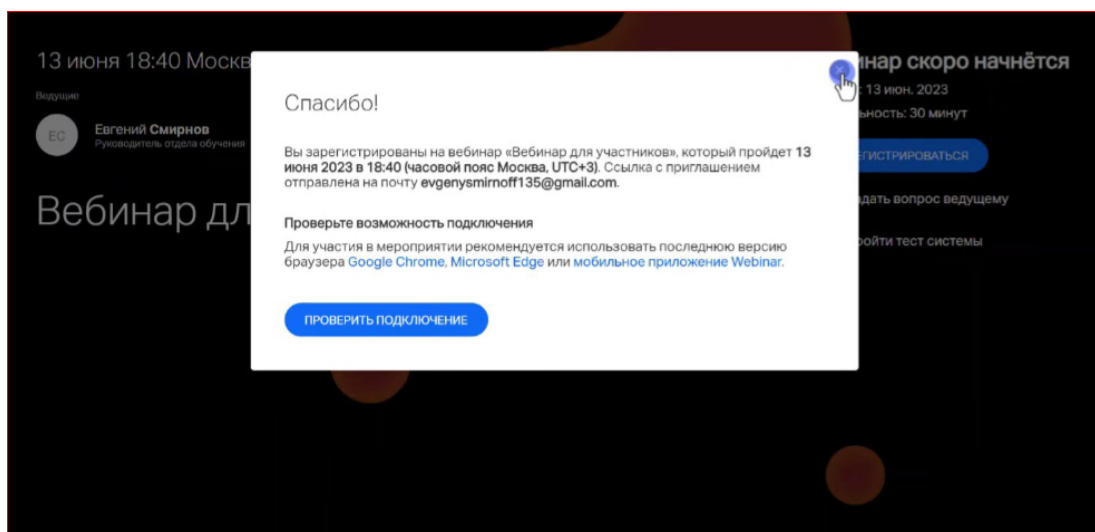 13 июня 18:40 Москв
Ведущие
ЕС
Евгений Смирнов
Руководитель отдела обучения
Вебинар дл
Спасибо!
Вы зарегистрированы на вебинар «Вебинар для участников», который пройдет 13
июня 2023 в 18:40 (часовой пояс Москва, UTC+3). Ссылка с приглашением
отправлена на почту evgenysmirnoff135@gmail.com.
Проверьте возможность подключения
Для участия в мероприятии рекомендуется использовать последнюю версию
браузера Google Chrome, Microsoft Edge или мобильное приложение Webinar.
ПРОВЕРИТЬ ПОДКЛЮЧЕНИЕ
инар скоро начнётся
: 13 июн. 2023
ьность: 30 минут
ГИСТРИРОВАТЬСЯ
адать вопрос ведущему
ройти тест системы